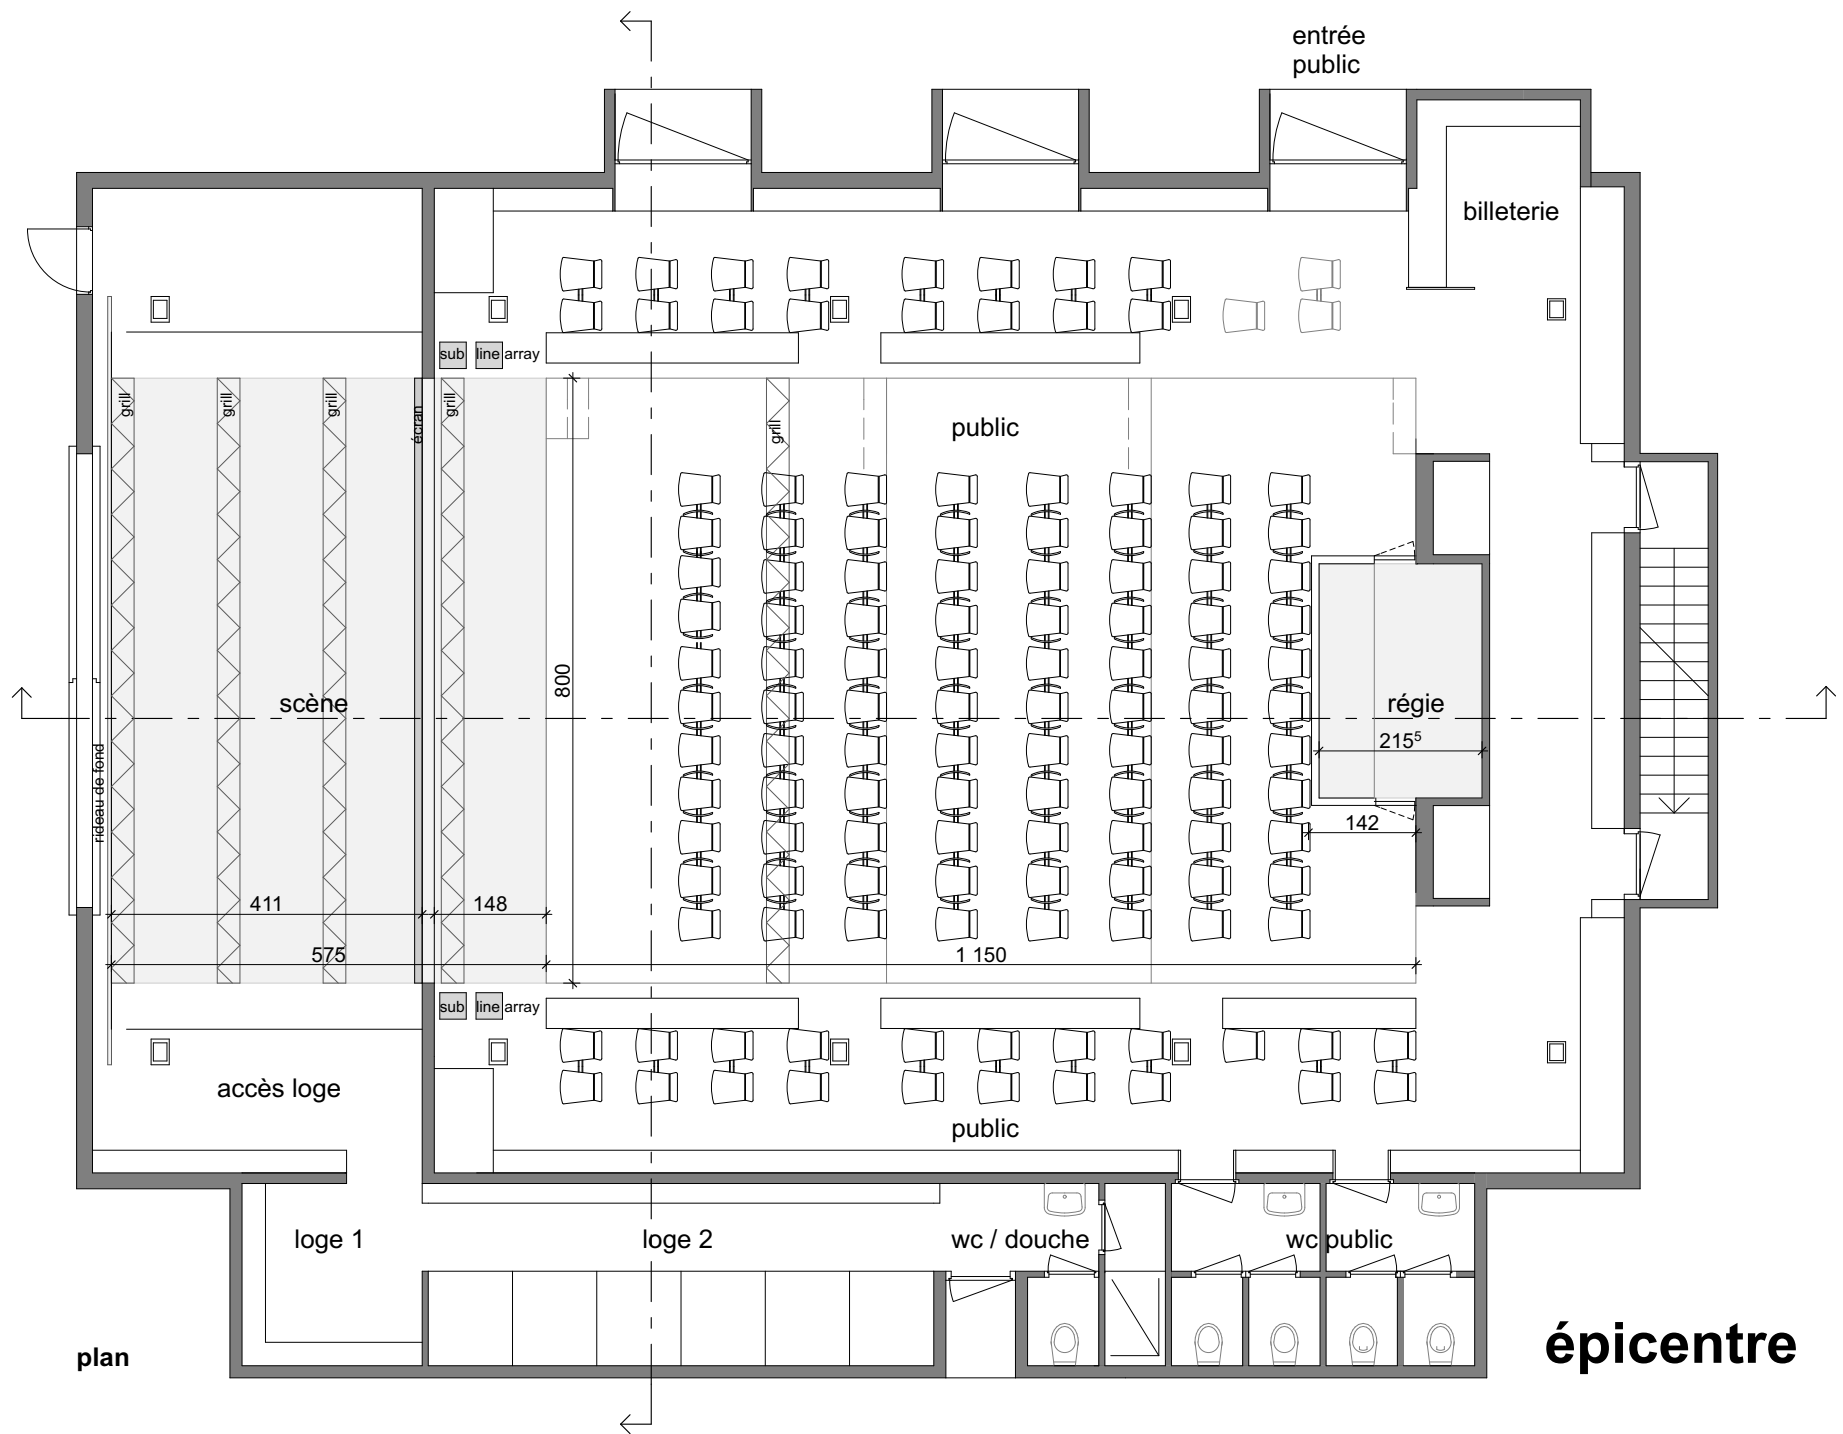 entrée
public
billeterie
sub line array
grill
grill
grill
écran
grill
grill
public
800
scène
régie
215⁵
rideau de fond
142
411
148
575
1 150
sub line array
accès loge
public
loge 1
loge 2
wc / douche
wc public
plan
épicentre